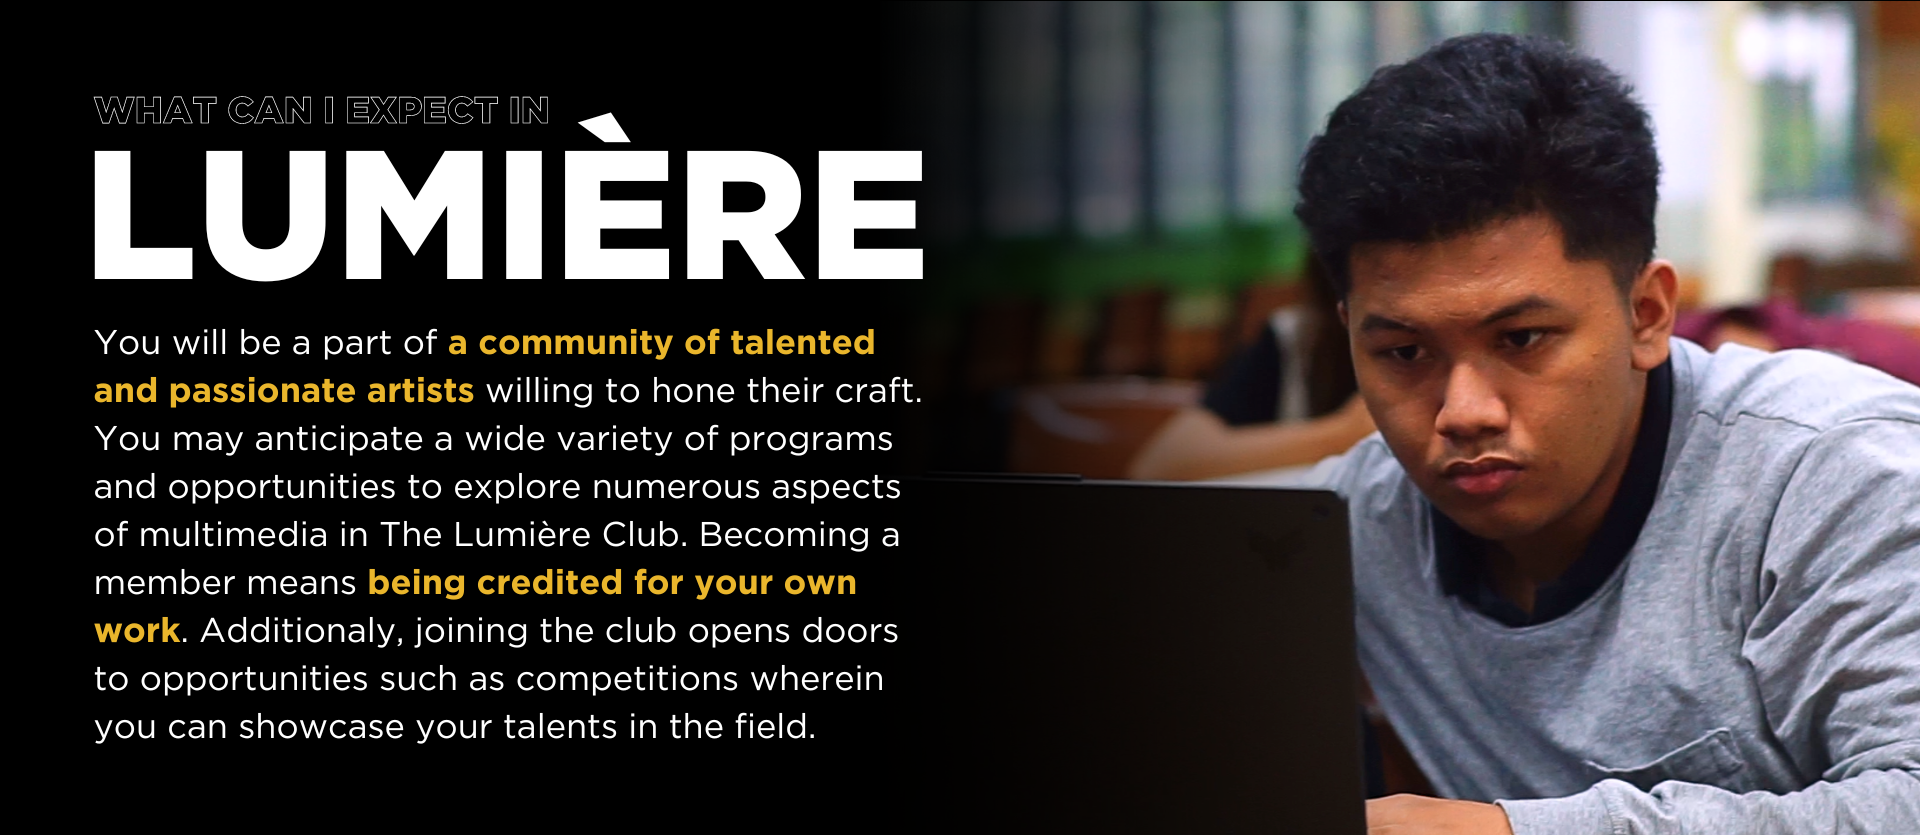 WHAT CAN I EXPECT IN
LUMIÈRE
You will be a part of a community of talented
and passionate artists willing to hone their craft.
You may anticipate a wide variety of programs
and opportunities to explore numerous aspects
of multimedia in The Lumière Club. Becoming a
member means being credited for your own
work. Additionaly, joining the club opens doors
to opportunities such as competitions wherein
you can showcase your talents in the field.